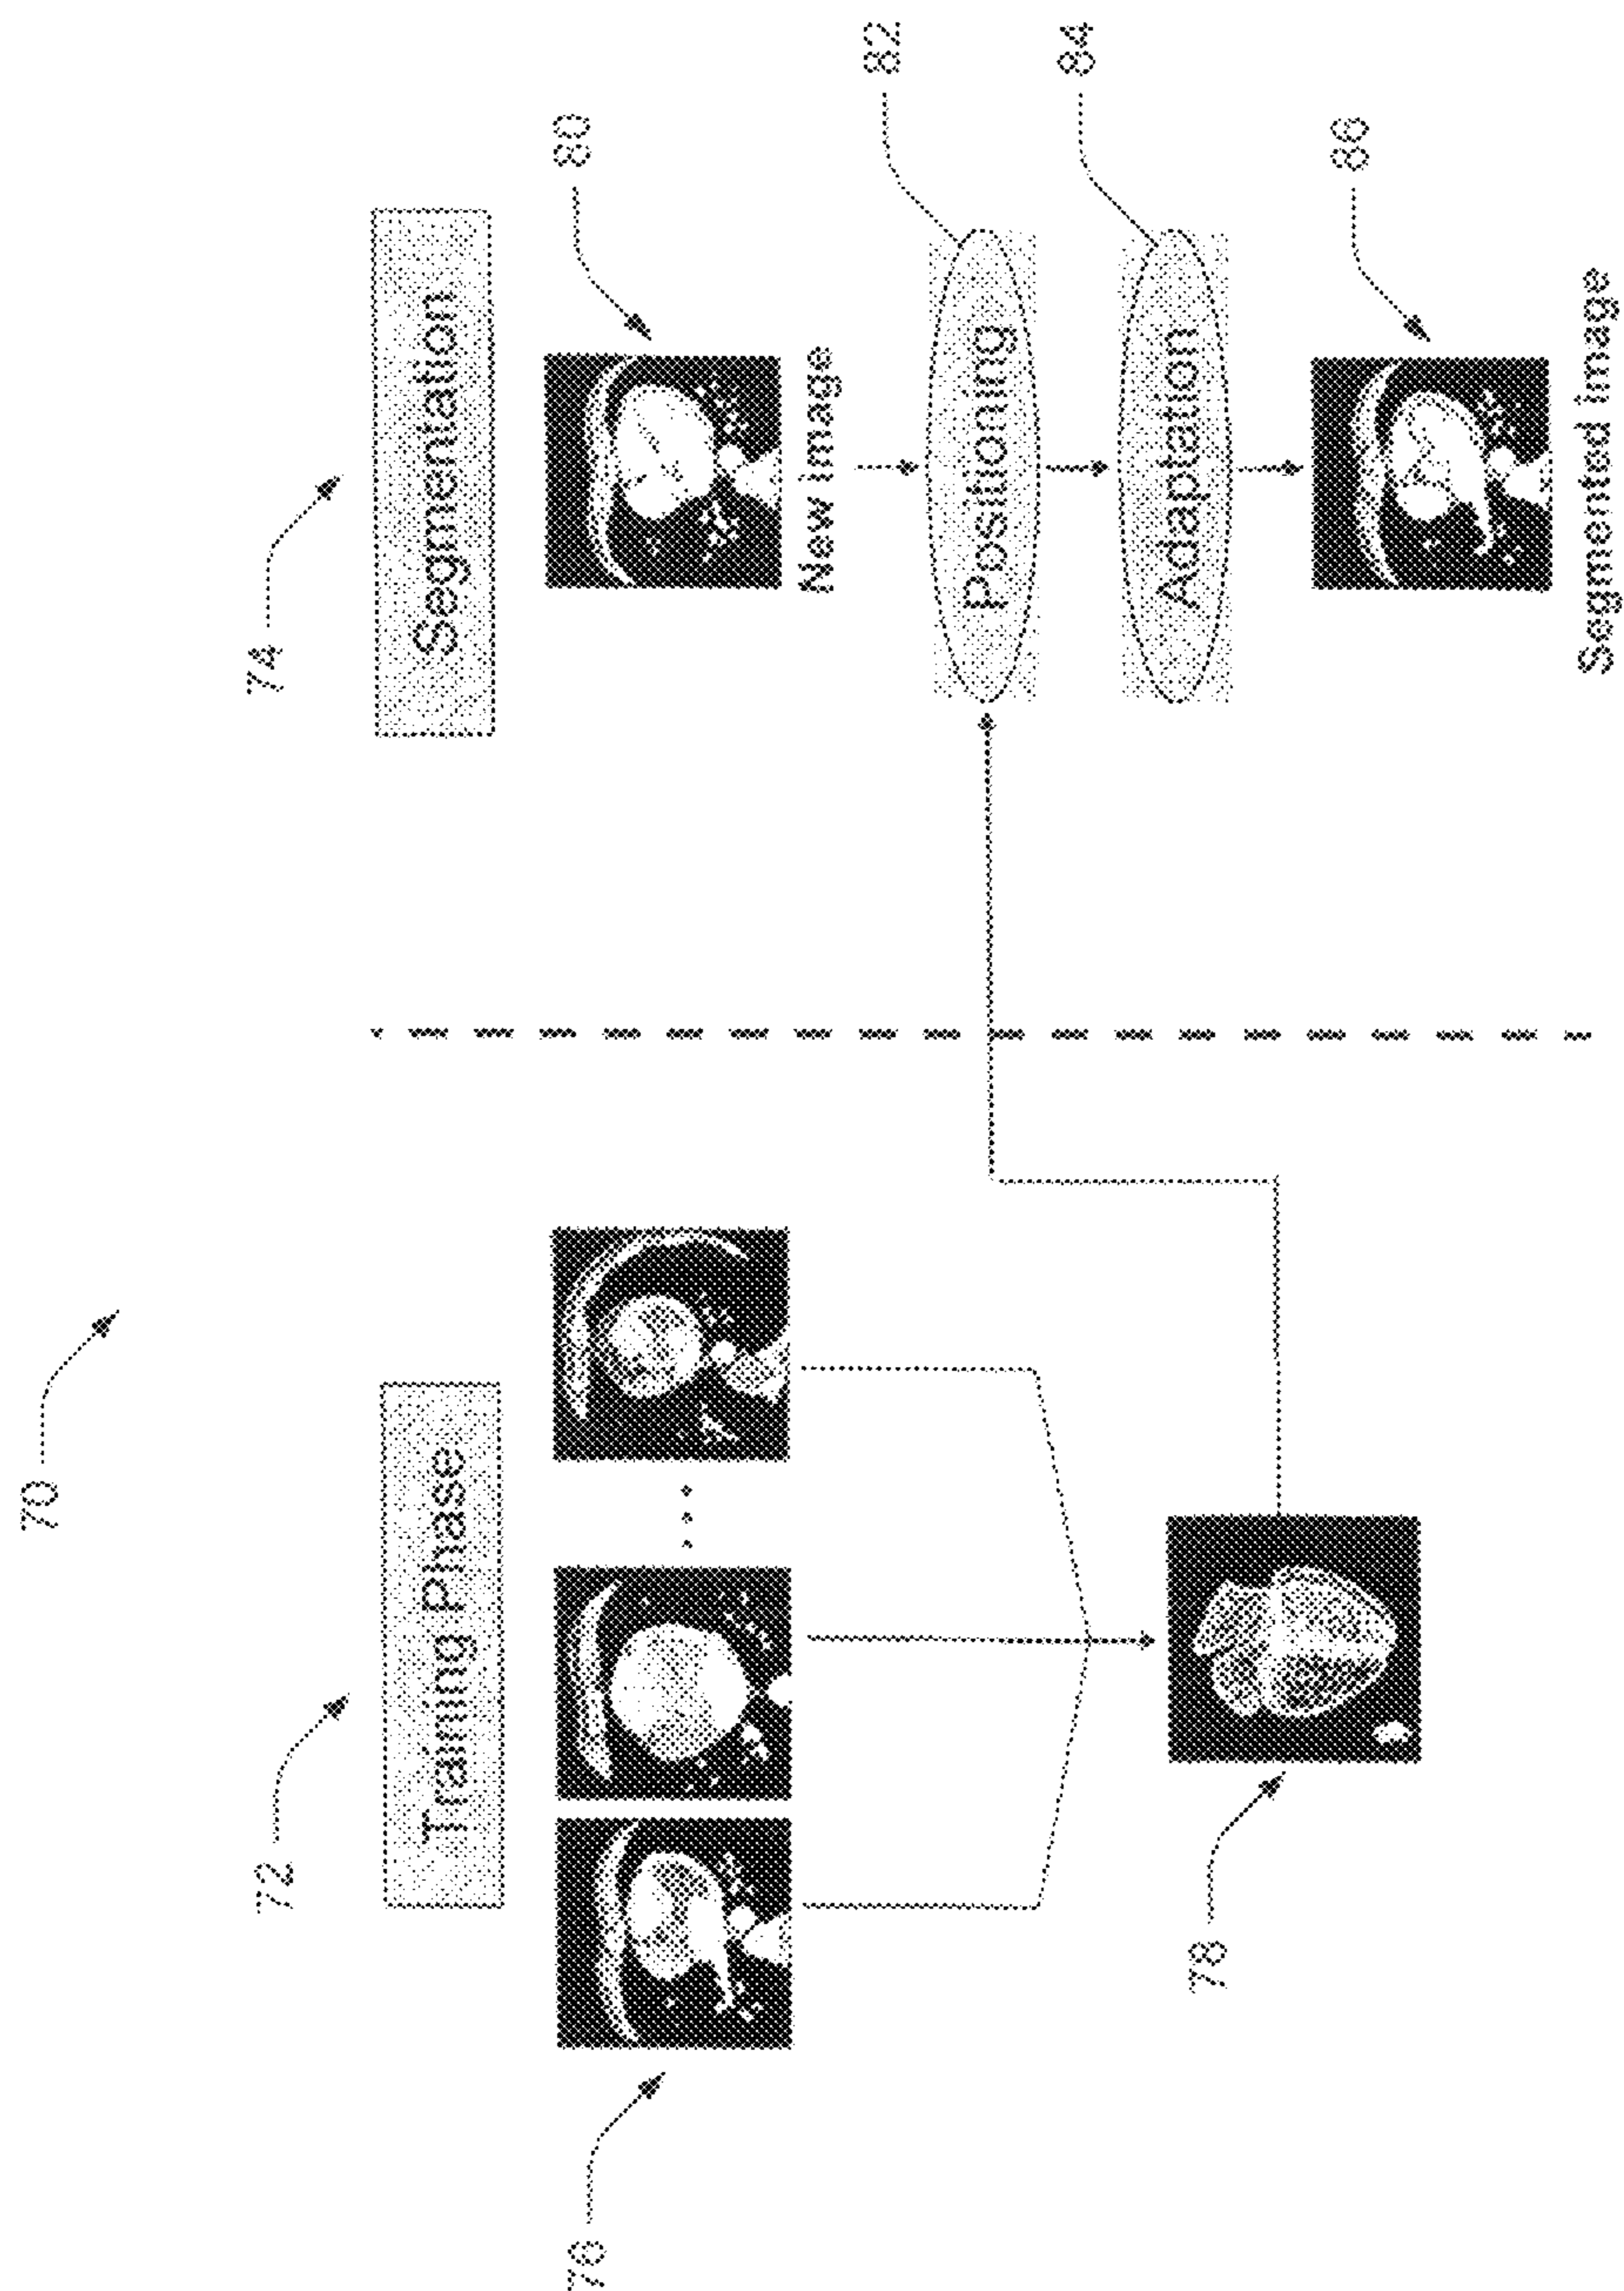 70
72
74
Training Phase
Segmentation
76
80
New image
82
Positioning
84
Adaptation
78
86
Segmented image